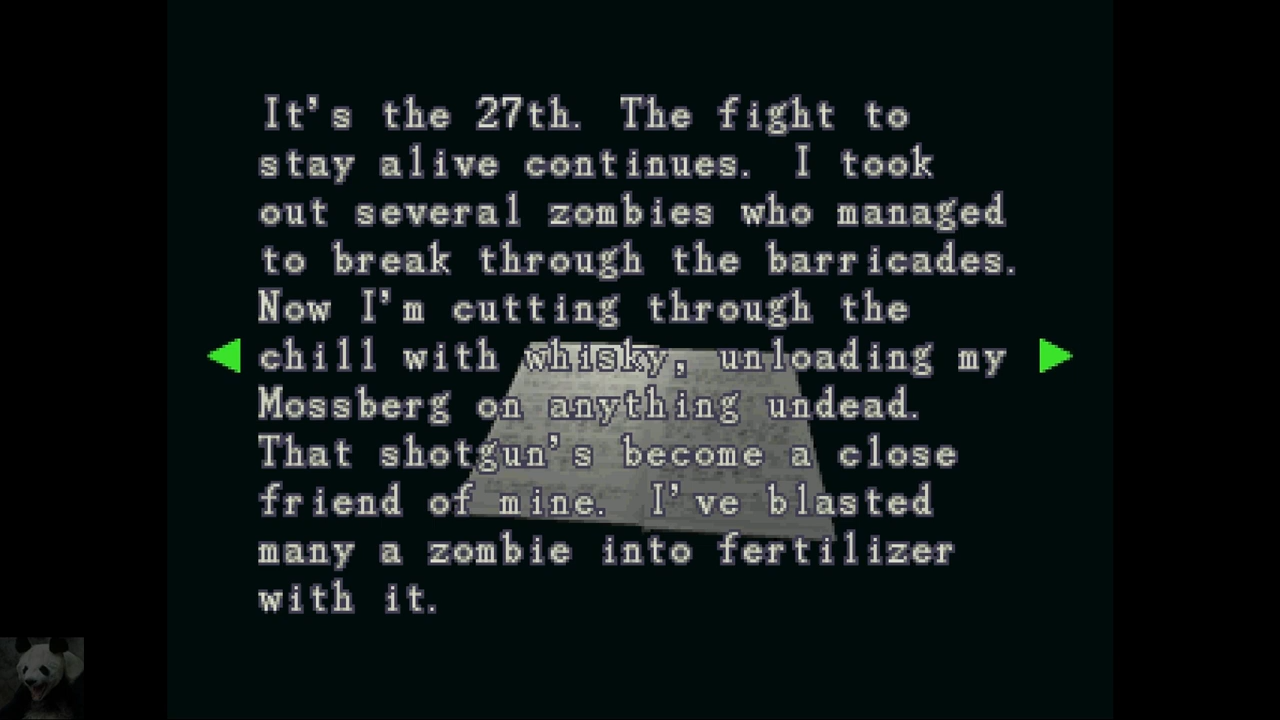 It's the 27th. The fight to
stay alive continues. I took
out several zombies who managed
to break through the barricades.
Now I'm cutting through the
chill with whisky, unloading my
Mossberg on anything undead.
That shotgun's become a close
friend of mine. I've blasted
many a zombie into fertilizer
with it.